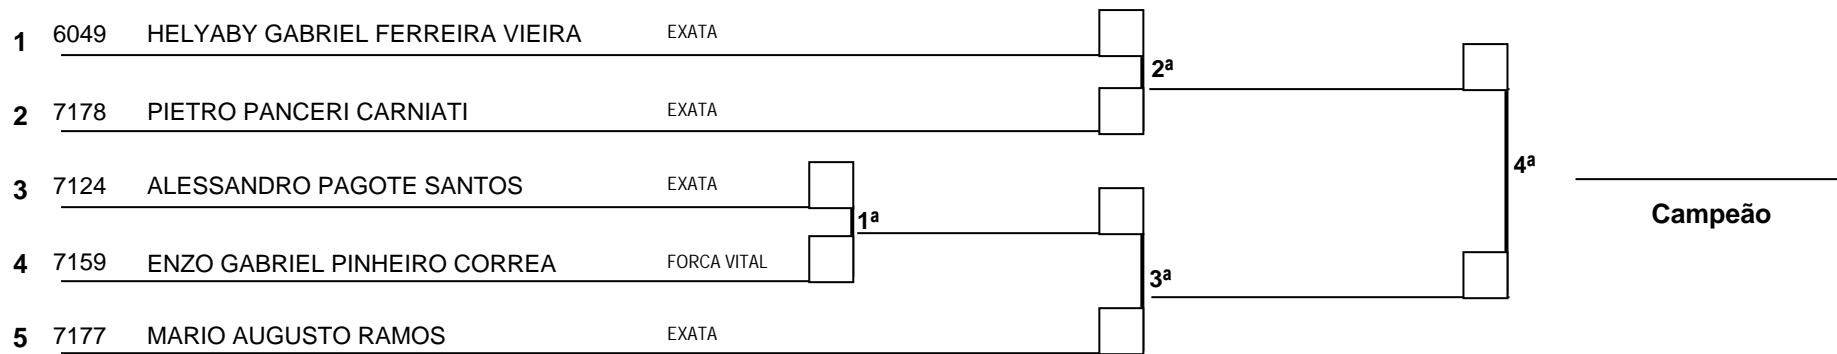 1 6049 HELYABY GABRIEL FERREIRA VIEIRA EXATA
2ª
2 7178 PIETRO PANCERI CARNIATI EXATA
3 7124 ALESSANDRO PAGOTE SANTOS EXATA
4ª
1ª
Campeão
4 7159 ENZO GABRIEL PINHEIRO CORREA FORCA VITAL
3ª
5 7177 MARIO AUGUSTO RAMOS EXATA